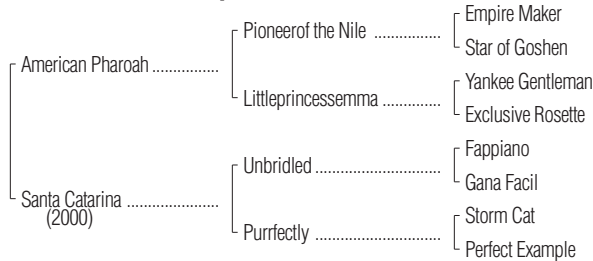 Empire Maker
Pioneerof the Nile ................
Star of Goshen
American Pharoah ................
Yankee Gentleman
Littleprincessemma ..............
Exclusive Rosette
Fappiano
Unbridled ..............................
Gana Facil
Santa Catarina ......................
(2000)
Storm Cat
Purrfectly ..............................
Perfect Example